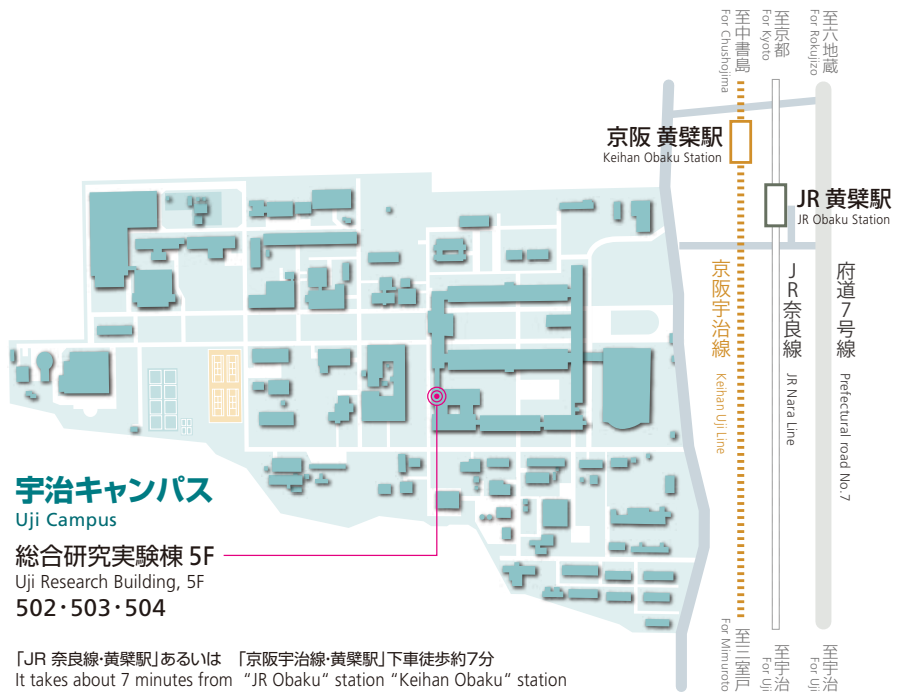 至中書島
For Chushojima
至京都
For Kyoto
至六地蔵
For Rokujizo
京阪 黄檗駅
Keihan Obaku Station
JR 黄檗駅
JR Obaku Station
京阪宇治線
Keihan Uji Line
JR奈良線
JR Nara Line
府道7号線
Prefectural road No.7
宇治キャンパス
Uji Campus
総合研究実験棟 5F
Uji Research Building, 5F
502・503・504
「JR 奈良線・黄檗駅」あるいは 「京阪宇治線・黄檗駅」下車徒歩約7分
It takes about 7 minutes from “JR Obaku“ station “Keihan Obaku“ station
至三室戸
For Mimuroto
至宇治
For Uji
至宇治
For Uji